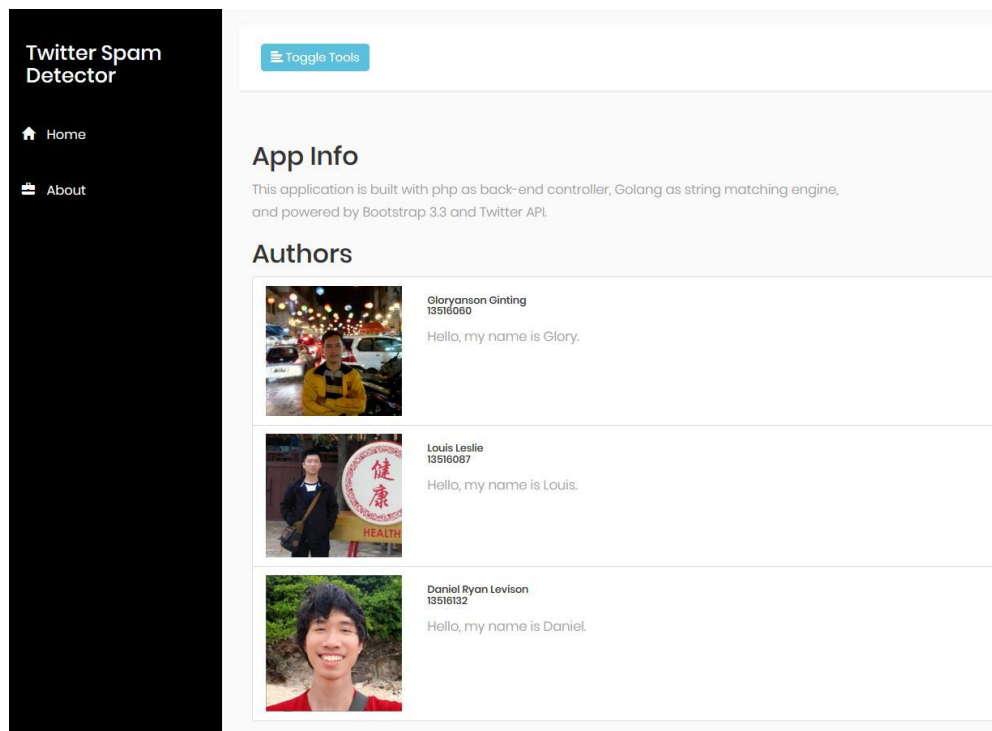 Twitter Spam
Detector
Toggle Tools
Home
About
App Info
This application is built with php as back-end controller, Golang as string matching engine,
and powered by Bootstrap 3.3 and Twitter API.
Authors
Gloryanson Ginting
13516060
Hello, my name is Glory.
Louis Leslie
13516087
Hello, my name is Louis.
健
康
HEALTH
Daniel Ryan Levison
13516132
Hello, my name is Daniel.